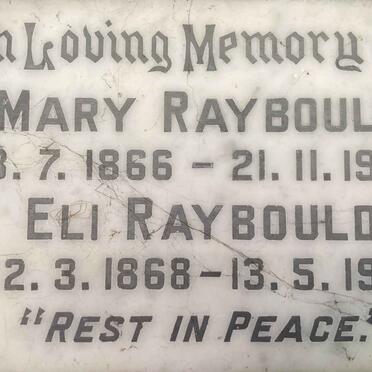 n Loving Memory
MARY RAYBOUL
8. 7. 1866 – 21. 11. 19
ELI RAYBOULD
2. 3. 1868 – 13. 5. 19
"REST IN PEACE."